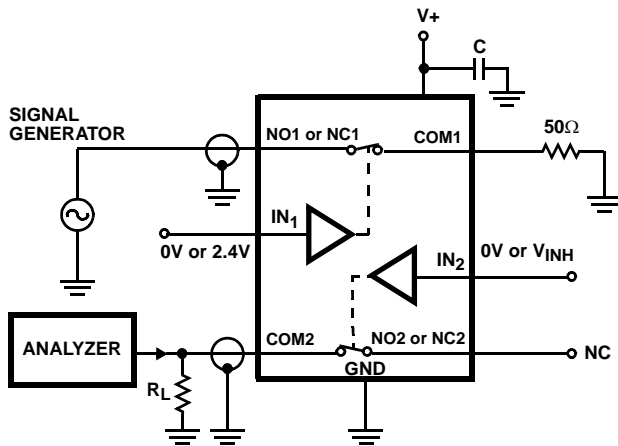 V+
C
SIGNAL
GENERATOR
NO1 or NC1
COM1
50Ω
IN1
0V or 2.4V
IN2
0V or VINH
ANALYZER
COM2
NO2 or NC2
NC
GND
RL